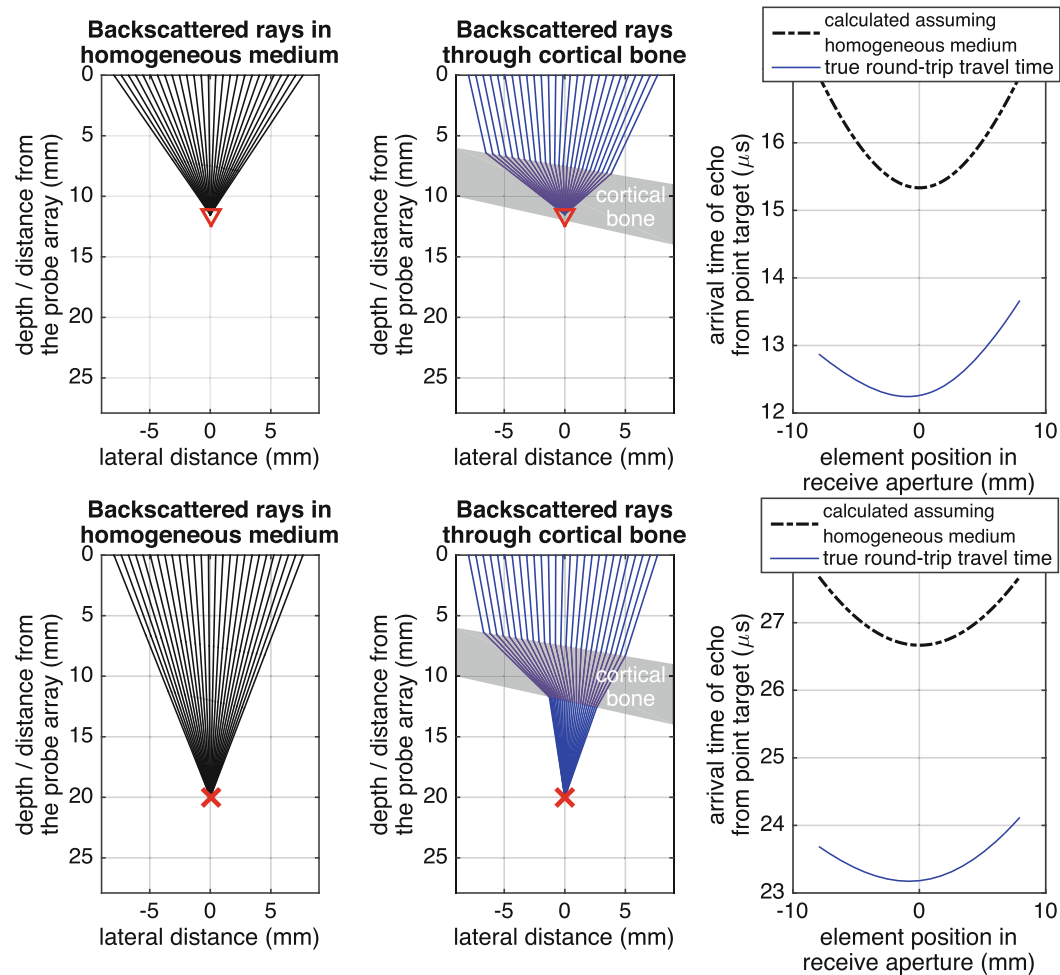 Backscattered rays in
homogeneous medium
0
5
10
15
20
25
depth / distance from
the probe array (mm)
-5 0 5
lateral distance (mm)
Backscattered rays
through cortical bone
0
5
10
15
20
25
depth / distance from
the probe array (mm)
cortical
bone
-5 0 5
lateral distance (mm)
calculated assuming
homogeneous medium
true round-trip travel time
16
15
14
13
12
arrival time of echo
from point target (μs)
-10 0 10
element position in
receive aperture (mm)
Backscattered rays in
homogeneous medium
0
5
10
15
20
25
depth / distance from
the probe array (mm)
-5 0 5
lateral distance (mm)
Backscattered rays
through cortical bone
0
5
10
15
20
25
depth / distance from
the probe array (mm)
cortical
bone
-5 0 5
lateral distance (mm)
calculated assuming
homogeneous medium
true round-trip travel time
27
26
25
24
23
arrival time of echo
from point target (μs)
-10 0 10
element position in
receive aperture (mm)